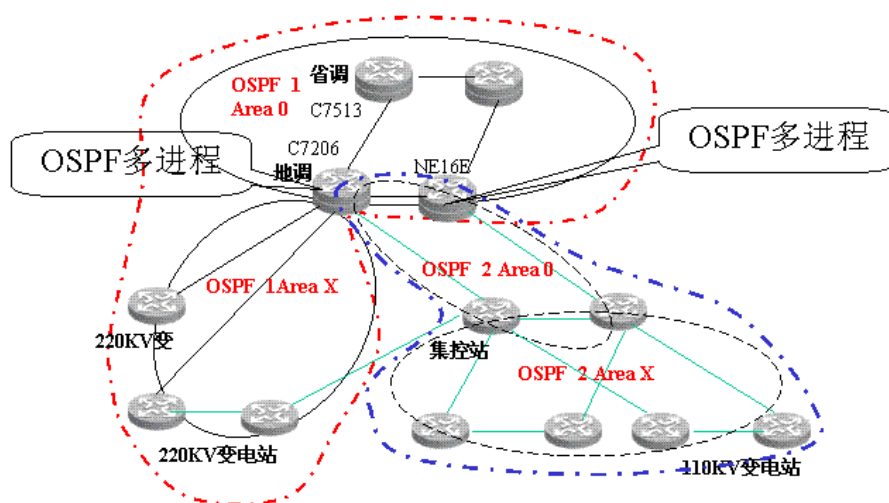 OSPF 1
Area 0
省调
C7513
OSPF多进程
OSPF多进程
C7206
地调
NE16E
OSPF 2 Area 0
OSPF 1Area X
220KV变
集控站
OSPF 2 Area X
220KV变电站
110KV变电站